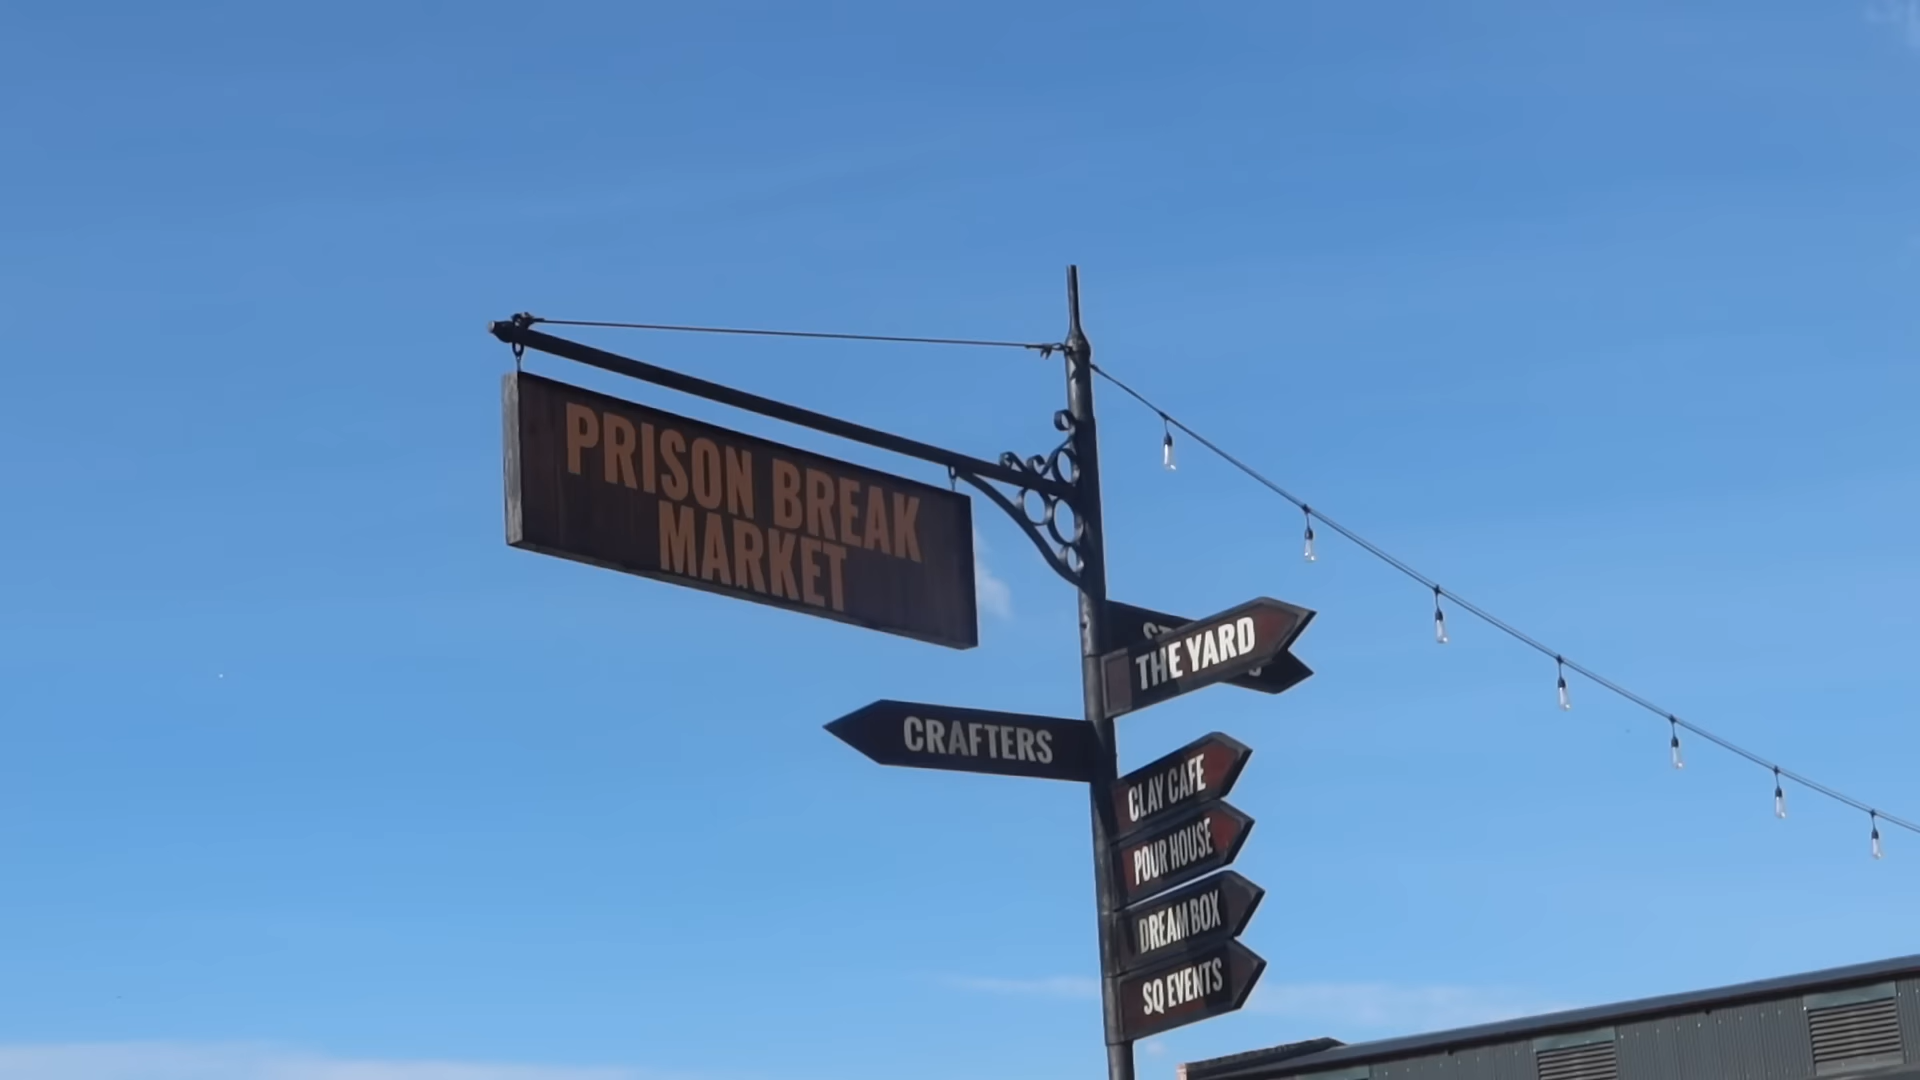 PRISON BREAK
MARKET
THE YARD
CRAFTERS
CLAY CAFE
POUR HOUSE
DREAM BOX
SQ EVENTS